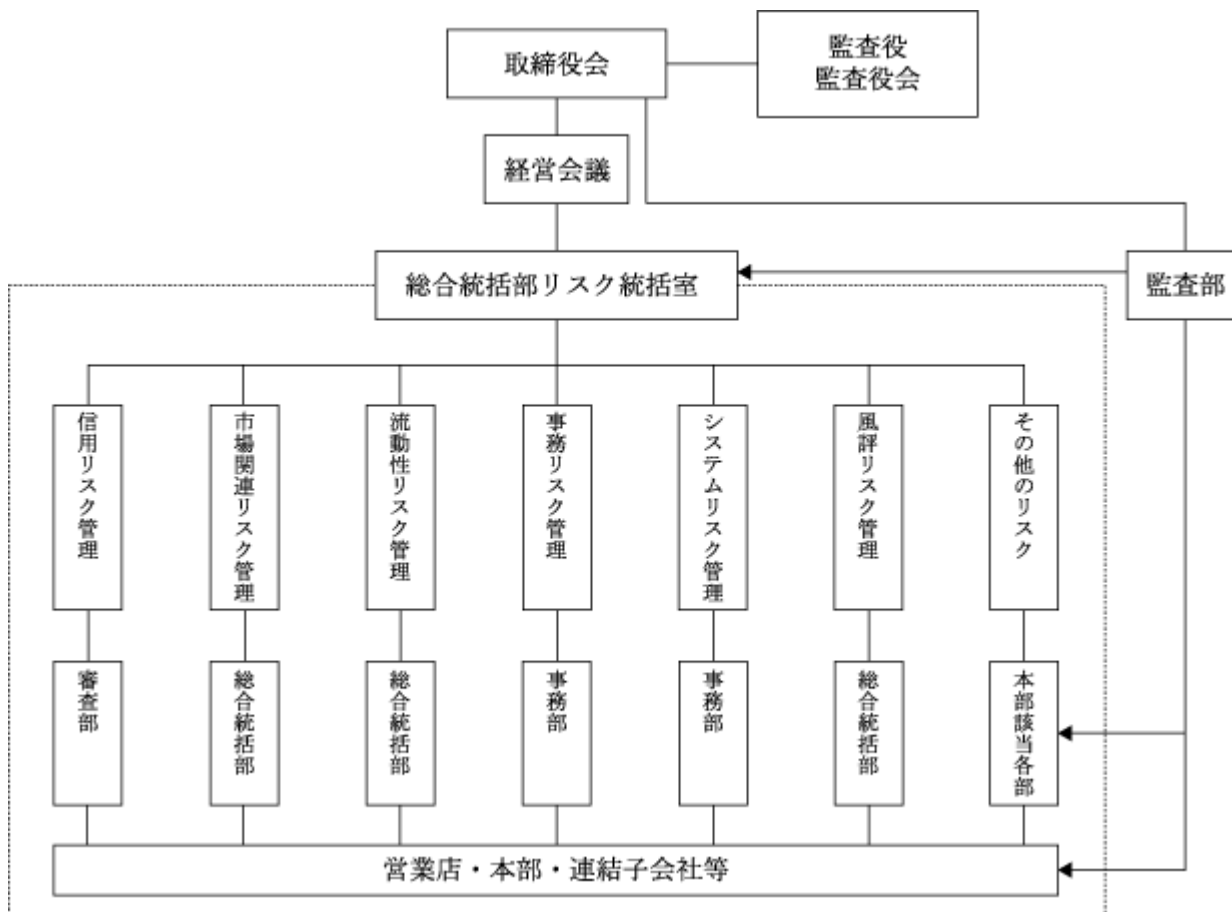 取締役会
監査役
監査役会
経営会議
総合統括部リスク統括室
監査部
信用リスク管理
市場関連リスク管理
流動性リスク管理
事務リスク管理
システムリスク管理
風評リスク管理
その他のリスク
審査部
総合統括部
総合統括部
事務部
事務部
総合統括部
本部該当各部
営業店・本部・連結子会社等